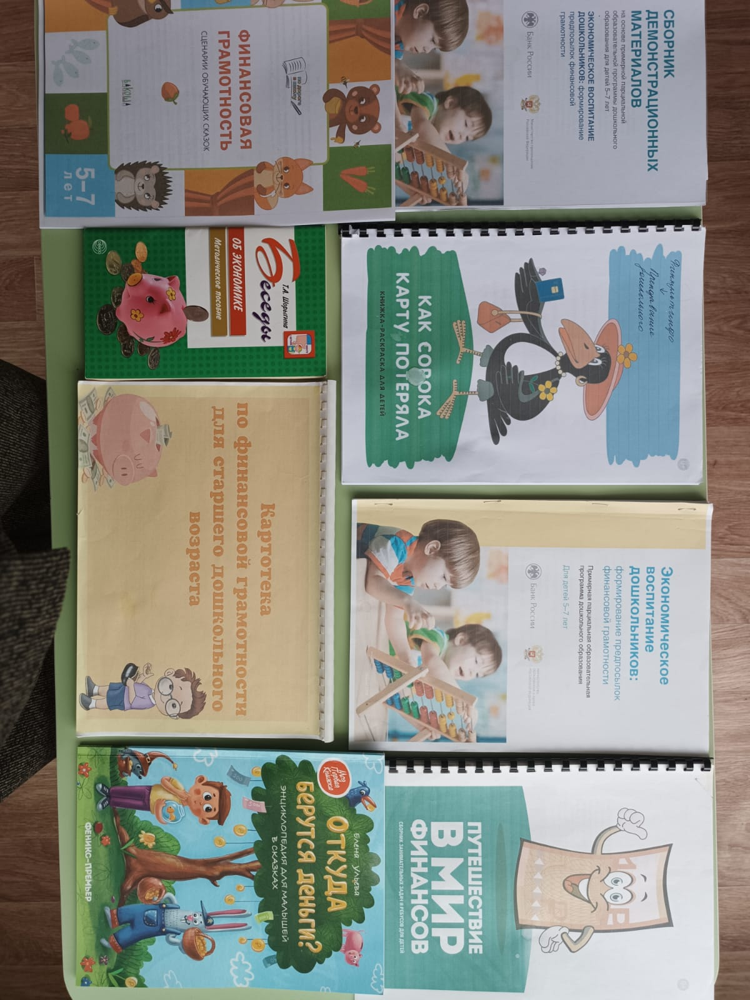 ФИНАНСОВАЯ
ГРАМОТНОСТЬ
СЦЕНАРИИ ОБУЧАЮЩИХ СКАЗОК
по дороге
в школу
ВАКОША
5–7
лет
СБОРНИК
ДЕМОНСТРАЦИОННЫХ
МАТЕРИАЛОВ
на основе примерной парциальной
образовательной программы дошкольного
образования для детей 5–7 лет
ЭКОНОМИЧЕСКОЕ ВОСПИТАНИЕ
ДОШКОЛЬНИКОВ: формирование
предпосылок финансовой
грамотности
Банк России
Министерство просвещения
Российской Федерации
Т.А. Шорыгина
Беседы
ОБ ЭКОНОМИКЕ
Методическое пособие
КАК СОРОКА
КАРТУ ПОТЕРЯЛА
КНИЖКА-РАСКРАСКА ДЛЯ ДЕТЕЙ
Картотека
по финансовой грамотности
для старшего дошкольного
возраста
Экономическое
воспитание
дошкольников:
формирование предпосылок
финансовой грамотности
Примерная парциальная образовательная
программа дошкольного образования
Для детей 5–7 лет
Банк России
Моя
Первая
Книжка
Елена Ульева
ОТКУДА
БЕРУТСЯ ДЕНЬГИ?
ЭНЦИКЛОПЕДИЯ ДЛЯ МАЛЫШЕЙ
В СКАЗКАХ
ФЕНИКС-ПРЕМЬЕР
ПУТЕШЕСТВИЕ
В МИР
ФИНАНСОВ
СБОРНИК ЗАНИМАТЕЛЬНЫХ ЗАДАЧ И РЕБУСОВ ДЛЯ ДЕТЕЙ